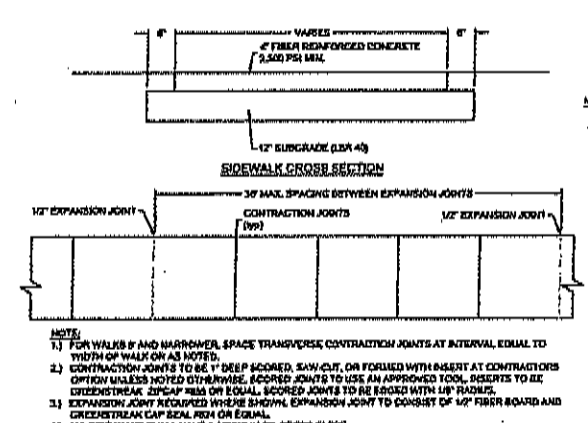 VARES
6"
4" FIBER REINFORCED CONCRETE
2,500 PSI MIN.
12" SUBGRADE (LBR 40)
SIDEWALK CROSS SECTION
MAX. SPACING BETWEEN EXPANSION JOINTS
1/2" EXPANSION JOINT
CONTRACTION JOINTS
(typ)
1/2" EXPANSION JOINT
NOTE:
1.) FOR WALKS AND NARROWER, SPACE TRANSVERSE CONTRACTION JOINTS AT INTERVAL EQUAL TO
WIDTH OF WALK OR AS NOTED.
2.) CONTRACTION JOINTS TO BE 1" DEEP SCORED, SAW CUT, OR FORMED WITH INSERT AT CONTRACTORS
OPTION UNLESS NOTED OTHERWISE. SCORED JOINTS TO USE AN APPROVED TOOL. INSERTS TO BE
GREENSTREAK ZIPCAP OR EQUAL. SCORED JOINTS TO BE EDGED WITH 1/8" RADIUS.
3.) EXPANSION JOINT REQUIRED WHERE SHOWN. EXPANSION JOINT TO CONSIST OF 1/2" FIBER BOARD AND
GREENSTREAK CAP SEAL OR EQUAL.